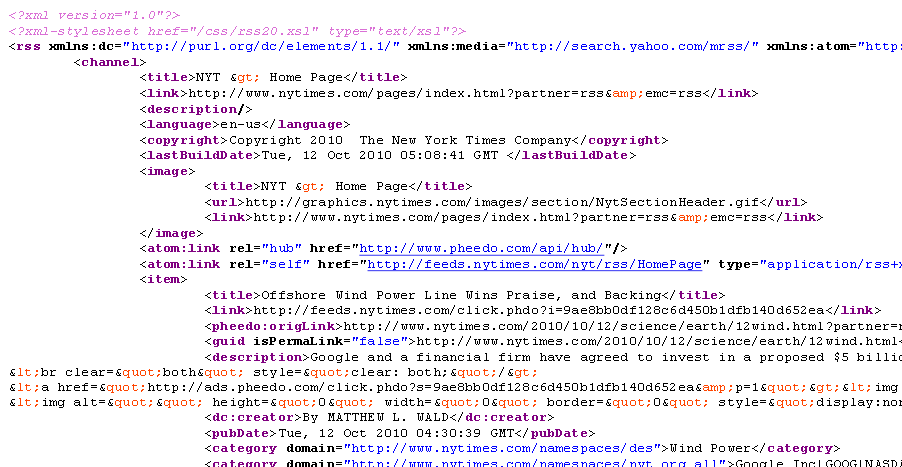 <?xml version="1.0"?>
<?xml-stylesheet href="/css/rss20.xsl" type="text/xsl"?>
<rss xmlns:dc="http://purl.org/dc/elements/1.1/" xmlns:media="http://search.yahoo.com/mrss/" xmlns:atom="http:
<channel>
<title>NYT &gt; Home Page</title>
<link>http://www.nytimes.com/pages/index.html?partner=rss&amp;emc=rss</link>
<description/>
<language>en-us</language>
<copyright>Copyright 2010  The New York Times Company</copyright>
<lastBuildDate>Tue, 12 Oct 2010 05:08:41 GMT </lastBuildDate>
<image>
<title>NYT &gt; Home Page</title>
<url>http://graphics.nytimes.com/images/section/NytSectionHeader.gif</url>
<link>http://www.nytimes.com/pages/index.html?partner=rss&amp;emc=rss</link>
</image>
<atom:link rel="hub" href="http://www.pheedo.com/api/hub/"/>
<atom:link rel="self" href="http://feeds.nytimes.com/nyt/rss/HomePage" type="application/rss+x
<item>
<title>Offshore Wind Power Line Wins Praise, and Backing</title>
<link>http://feeds.nytimes.com/click.phdo?i=9ae8bb0df128c6d450b1dfb140d652ea</link>
<pheedo:origLink>http://www.nytimes.com/2010/10/12/science/earth/12wind.html?partner=r
<guid isPermaLink="false">http://www.nytimes.com/2010/10/12/science/earth/12wind.html<
<description>Google and a financial firm have agreed to invest in a proposed $5 billio
&lt;br clear=&quot;both&quot; style=&quot;clear: both;&quot;/&gt;
&lt;a href=&quot;http://ads.pheedo.com/click.phdo?s=9ae8bb0df128c6d450b1dfb140d652ea&amp;p=1&quot;&gt;&lt;img
&lt;img alt=&quot;&quot; height=&quot;0&quot; width=&quot;0&quot; border=&quot;0&quot; style=&quot;display:non
<dc:creator>By MATTHEW L. WALD</dc:creator>
<pubDate>Tue, 12 Oct 2010 04:30:39 GMT</pubDate>
<category domain="http://www.nytimes.com/namespaces/des">Wind Power</category>
<category domain="http://www.nytimes.com/namespaces/nyt_org_all">Google Inc|GOOG|NASDA